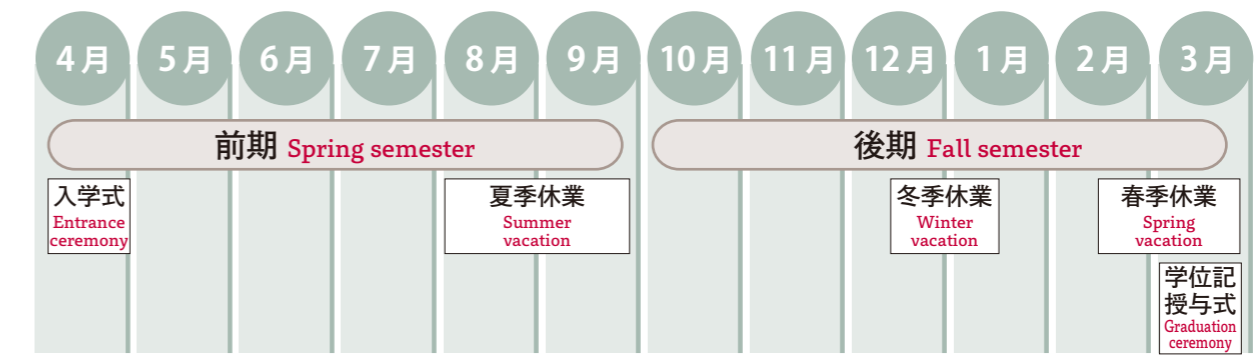 4月 5月 6月 7月 8月 9月 10月 11月 12月 1月 2月 3月
前期 Spring semester
後期 Fall semester
入学式
Entrance
ceremony
夏季休業
Summer
vacation
冬季休業
Winter
vacation
春季休業
Spring
vacation
学位記
授与式
Graduation
ceremony